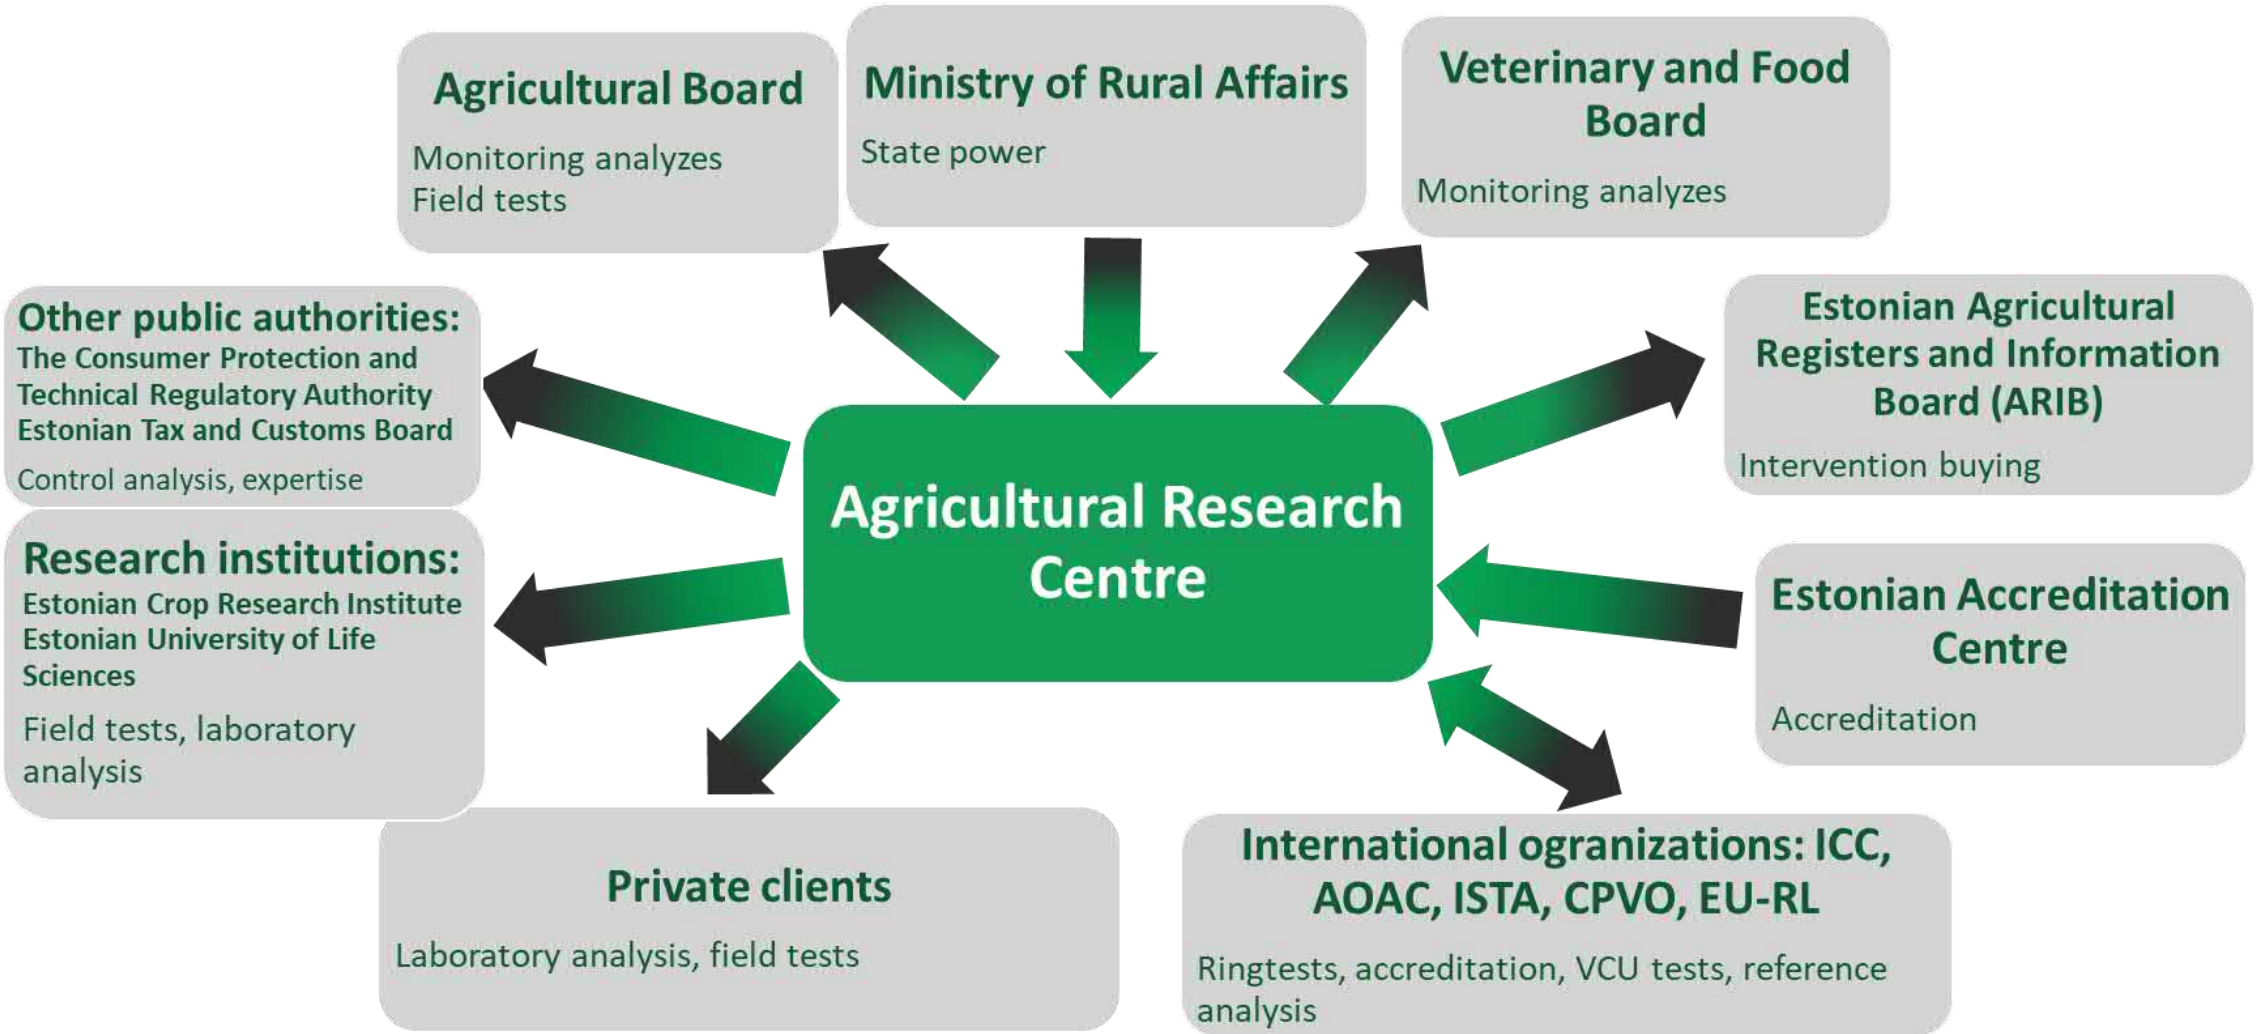 Agricultural Board
Monitoring analyzes
Field tests
Ministry of Rural Affairs
State power
Veterinary and Food
Board
Monitoring analyzes
Other public authorities:
The Consumer Protection and
Technical Regulatory Authority
Estonian Tax and Customs Board
Control analysis, expertise
Estonian Agricultural
Registers and Information
Board (ARIB)
Intervention buying
Agricultural Research
Centre
Research institutions:
Estonian Crop Research Institute
Estonian University of Life
Sciences
Field tests, laboratory
analysis
Estonian Accreditation
Centre
Accreditation
Private clients
Laboratory analysis, field tests
International ogranizations: ICC,
AOAC, ISTA, CPVO, EU-RL
Ringtests, accreditation, VCU tests, reference
analysis